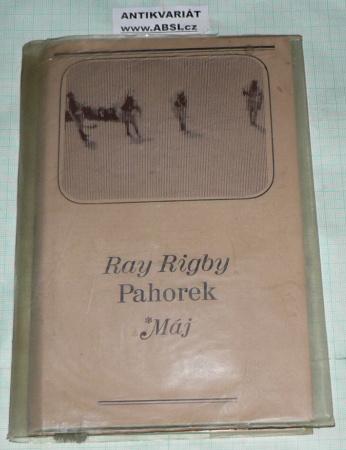 ANTIKVARIÁT
www.ABSI.cz
Ray Rigby
Pahorek
*Máj